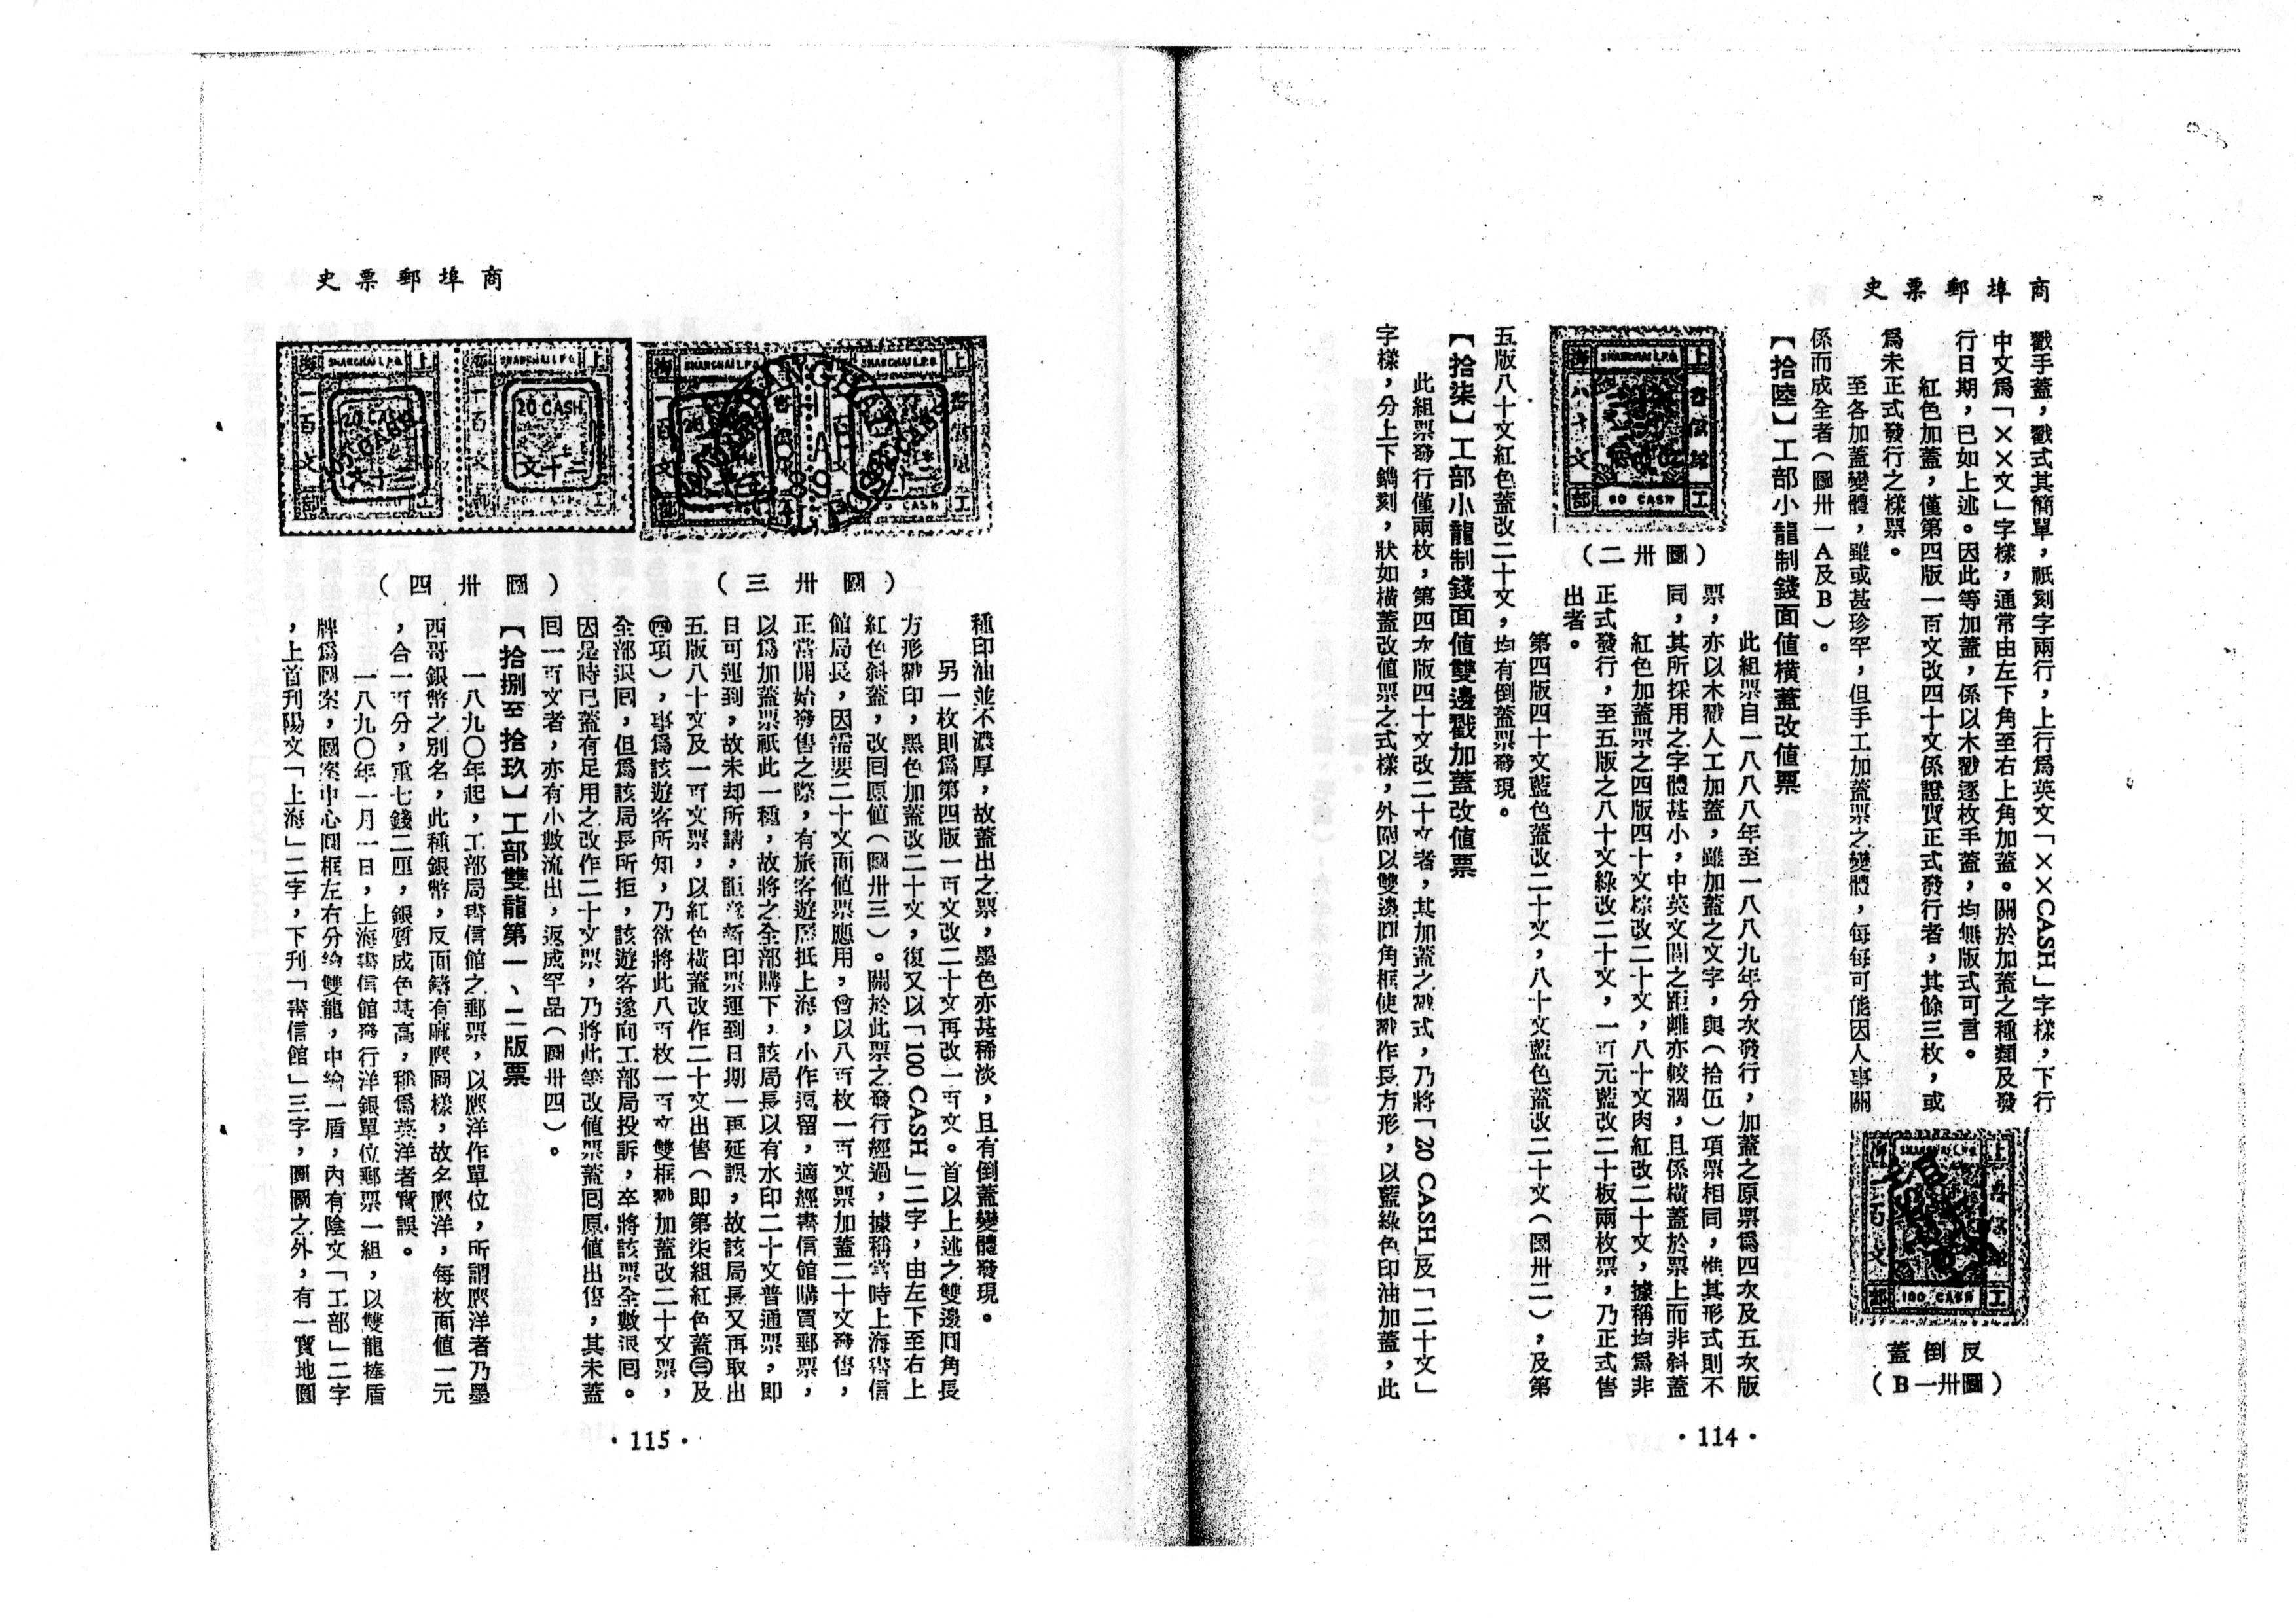 商埠郵票史
戳手蓋，戳式其簡單，祇刻字兩行，上行爲英文「××CASH」字樣，下行
中文爲「××文」字樣，通常由左下角至右上角加蓋。關於加蓋之種類及發
行日期，已如上述。因此等加蓋，係以木戳逐枚手蓋，均無版式可言。
紅色加蓋，僅第四版一百文改四十文係證實正式發行者，其餘三枚，或
爲未正式發行之樣票。
至各加蓋變體，雖或甚珍罕，但手工加蓋票之變體，每每可能因人事關
係而成全者（圖卅一A及B）。
反倒蓋
（圖卅一B）
【拾陸】工部小龍制錢面値橫蓋改値票
此組票自一八八八年至一八八九年分次發行，加蓋之原票爲四次及五次版
票，亦以木戳人工加蓋，雖加蓋之文字，與（拾伍）項票相同，惟其形式則不
同，其所採用之字體甚小，中英文間之距離亦較濶，且係橫蓋於票上而非斜蓋
紅色加蓋票之四版四十文棕改二十文，八十文肉紅改二十文，據稱均爲非
正式發行，至五版之八十文綠改二十文，一百元藍改二十板兩枚票，乃正式售
出者。
（圖卅二）
第四版四十文藍色蓋改二十文，八十文藍色蓋改二十文（圖卅二），及第
五版八十文紅色蓋改二十文，均有倒蓋票發現。
【拾柒】工部小龍制錢面値雙邊戳加蓋改値票
此組票發行僅兩枚，第四次版四十文改二十文者，其加蓋之戳式，乃將「20 CASH」及「二十文」
字樣，分上下鐫刻，狀如橫蓋改値票之式樣，外圍以雙邊囘角框使戳作長方形，以藍綠色印油加蓋，此
·114·
商埠郵票史
（圖卅三）
（圖卅四）
種印油並不濃厚，故蓋出之票，墨色亦甚稀淡，且有倒蓋變體發現。
另一枚則爲第四版一百文改二十文再改一百文。首以上述之雙邊囘角長
方形戳印，黑色加蓋改二十文，復又以「100 CASH」二字，由左下至右上
紅色斜蓋，改囘原値（圖卅三）。關於此票之發行經過，據稱當時上海書信
館局長，因需要二十文面値票應用，曾以八百枚一百文票加蓋二十文發售，
正當開始發售之際，有旅客遊歷抵上海，小作逗留，適經書信館購買郵票，
以爲加蓋票祇此一種，故將之全部購下，該局長以有水印二十文普通票，即
日可運到，故未却所請，詎意新印票運到日期一再延誤，故該局長又再取出
五版八十文及一百文票，以紅色橫蓋改作二十文出售（即第柒組紅色蓋㊂及
㊃項），事爲該遊客所知，乃欲將此八百枚一百文雙框戳加蓋改二十文票，
全部退囘，但爲該局長所拒，該遊客遂向工部局投訴，卒將該票全數退囘。
因是時已蓋有足用之改作二十文票，乃將此等改値票蓋囘原値出售，其未蓋
囘一百文者，亦有小數流出，返成罕品（圖卅四）。
【拾捌至拾玖】工部雙龍第一、二版票
一八九〇年起，工部局書信館之郵票，以鷹洋作單位，所謂鷹洋者乃墨
西哥銀幣之別名，此種銀幣，反面鑄有麻鷹圖樣，故名鷹洋，每枚面値一元
，合一百分，重七錢二厘，銀質成色甚高，稱爲英洋者實誤。
一八九〇年一月一日，上海書信館發行洋銀單位郵票一組，以雙龍捧盾
牌爲圖案，圖案中心圓框左右分繪雙龍，中繪一盾，內有陰文「工部」二字
，上首刊陽文「上海」二字，下刊「書信館」三字，圓圈之外，有一實地圓
·115·